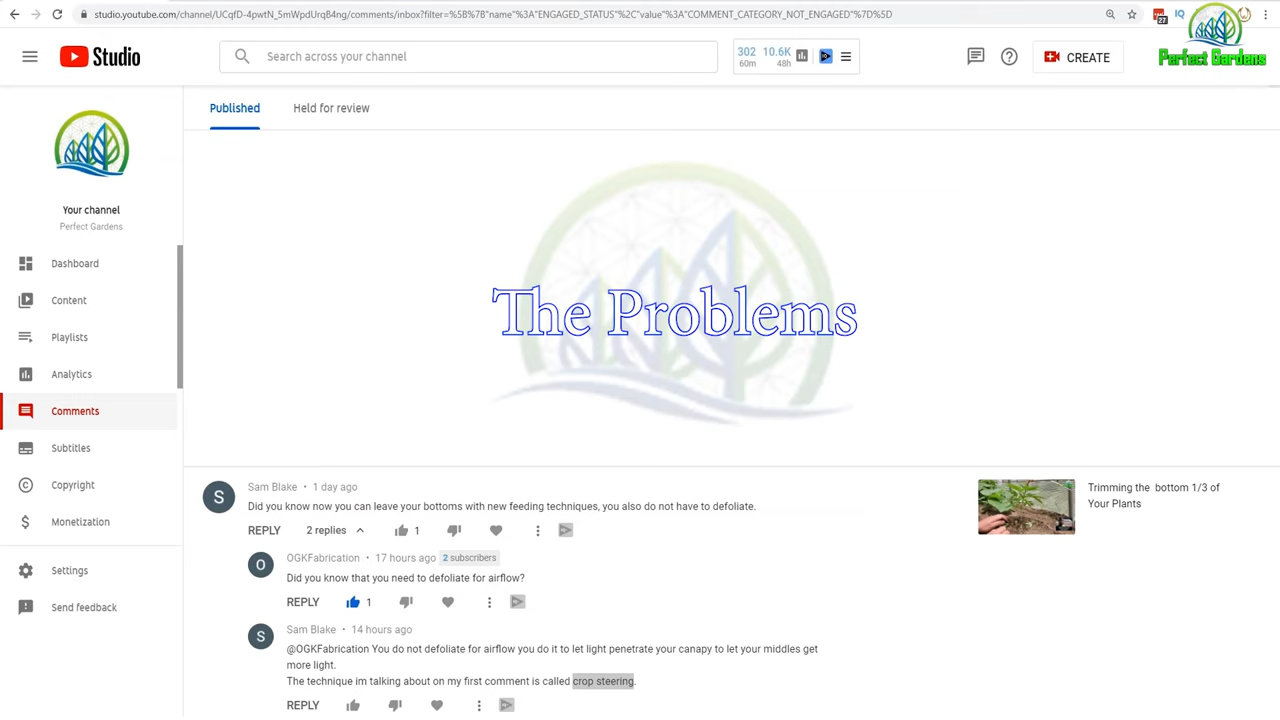 studio.youtube.com/channel/UCqfD-4pwtN_5mWpdUrqB4ng/comments/inbox?filter=%5B%7B"name"%3A"ENGAGED_STATUS"%2C"value"%3A"COMMENT_CATEGORY_NOT_ENGAGED"%7D%5D
27
IQ
Studio
Search across your channel
302 10.6K
60m 48h
CREATE
Perfect Gardens
Published
Held for review
Your channel
Perfect Gardens
Dashboard
Content
Playlists
Analytics
Comments
Subtitles
Copyright
Monetization
Settings
Send feedback
The Problems
S
Sam Blake • 1 day ago
Did you know now you can leave your bottoms with new feeding techniques, you also do not have to defoliate.
REPLY 2 replies 1
Trimming the bottom 1/3 of
Your Plants
O
OGKFabrication • 17 hours ago 2 subscribers
Did you know that you need to defoliate for airflow?
REPLY 1
S
Sam Blake • 14 hours ago
@OGKFabrication You do not defoliate for airflow you do it to let light penetrate your canapy to let your middles get
more light.
The technique im talking about on my first comment is called crop steering.
REPLY